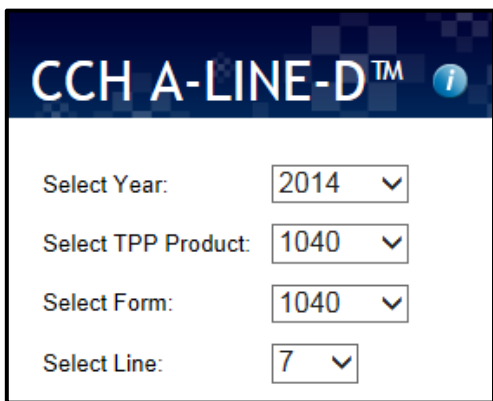 CCH A-LINE-D™ i
Select Year: 2014
Select TPP Product: 1040
Select Form: 1040
Select Line: 7